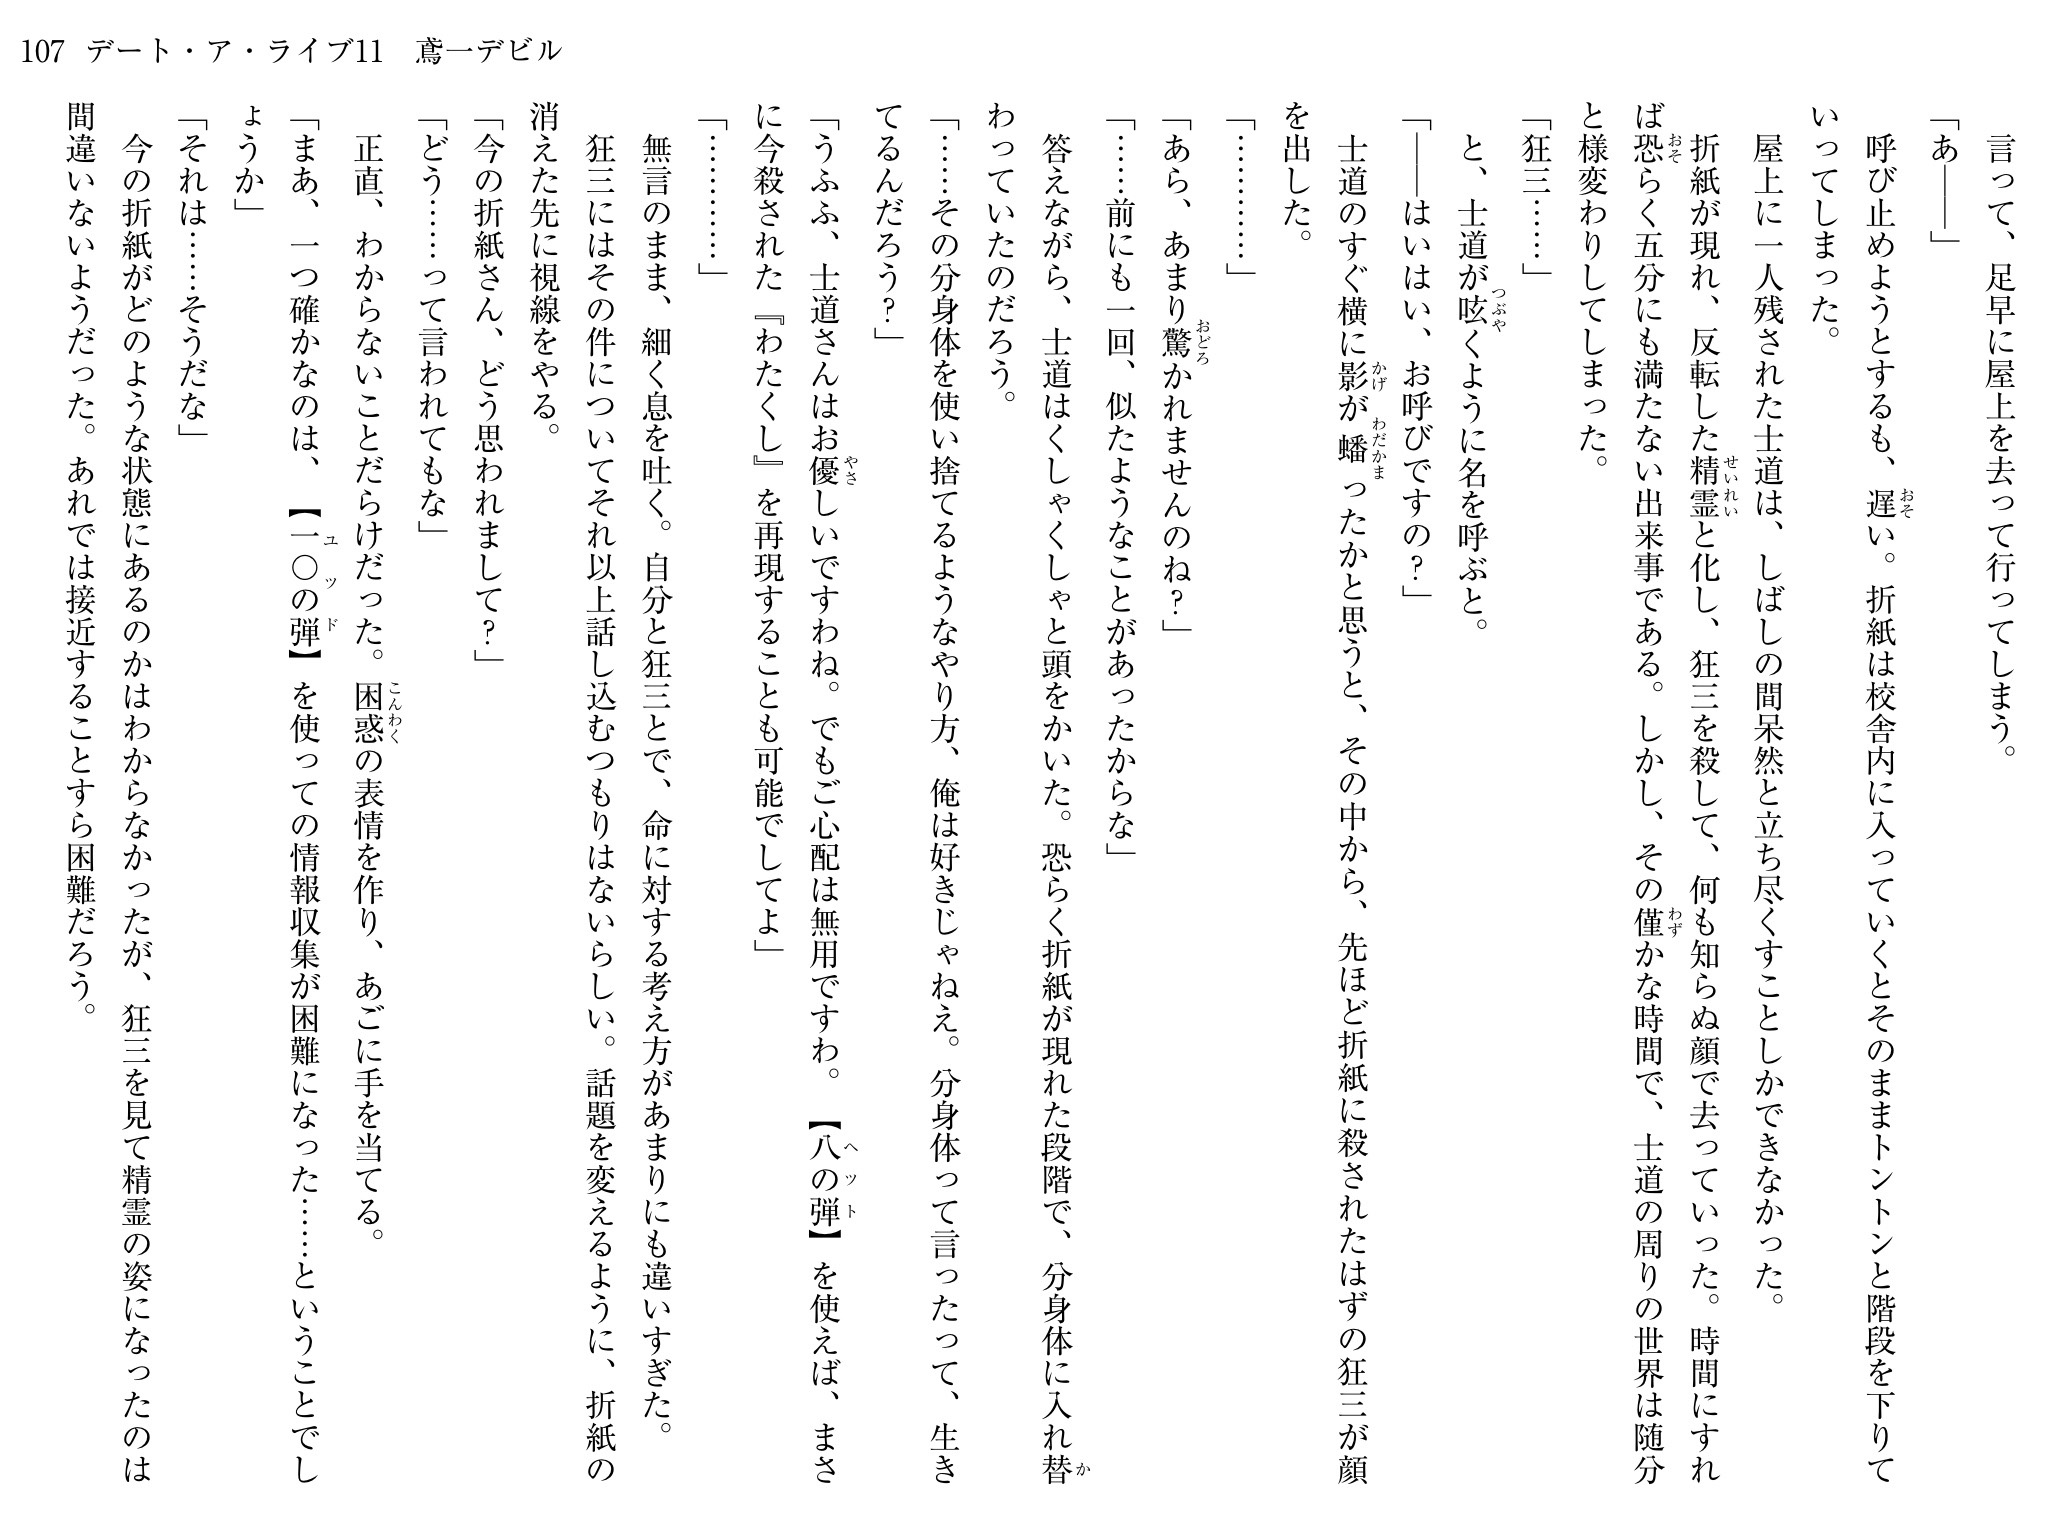 107 デート・ア・ライブ11 鳶一デビル
　言って、足早に屋上を去って行ってしまう。
「あ――」
　呼び止めようとするも、遅い。折紙は校舎内に入っていくとそのままトントンと階段を下りて
いってしまった。
　屋上に一人残された士道は、しばしの間呆然と立ち尽くすことしかできなかった。
　折紙が現れ、反転した精霊と化し、狂三を殺して、何も知らぬ顔で去っていった。時間にすれ
ば恐らく五分にも満たない出来事である。しかし、その僅かな時間で、士道の周りの世界は随分
と様変わりしてしまった。
「狂三……」
　と、士道が呟くように名を呼ぶと。
「――はいはい、お呼びですの?」
　士道のすぐ横に影が蟠ったかと思うと、その中から、先ほど折紙に殺されたはずの狂三が顔
を出した。
「…………」
「あら、あまり驚かれませんのね?」
「……前にも一回、似たようなことがあったからな」
　答えながら、士道はくしゃくしゃと頭をかいた。恐らく折紙が現れた段階で、分身体に入れ替
わっていたのだろう。
「……その分身体を使い捨てるようなやり方、俺は好きじゃねえ。分身体って言ったって、生き
てるんだろう?」
「うふふ、士道さんはお優しいですわね。でもご心配は無用ですわ。【八の弾】を使えば、まさ
に今殺された『わたくし』を再現することも可能でしてよ」
「…………」
　無言のまま、細く息を吐く。自分と狂三とで、命に対する考え方があまりにも違いすぎた。
　狂三にはその件についてそれ以上話し込むつもりはないらしい。話題を変えるように、折紙の
消えた先に視線をやる。
「今の折紙さん、どう思われまして?」
「どう……って言われてもな」
　正直、わからないことだらけだった。困惑の表情を作り、あごに手を当てる。
「まあ、一つ確かなのは、【一〇の弾】を使っての情報収集が困難になった……ということでし
ょうか」
「それは……そうだな」
　今の折紙がどのような状態にあるのかはわからなかったが、狂三を見て精霊の姿になったのは
間違いないようだった。あれでは接近することすら困難だろう。